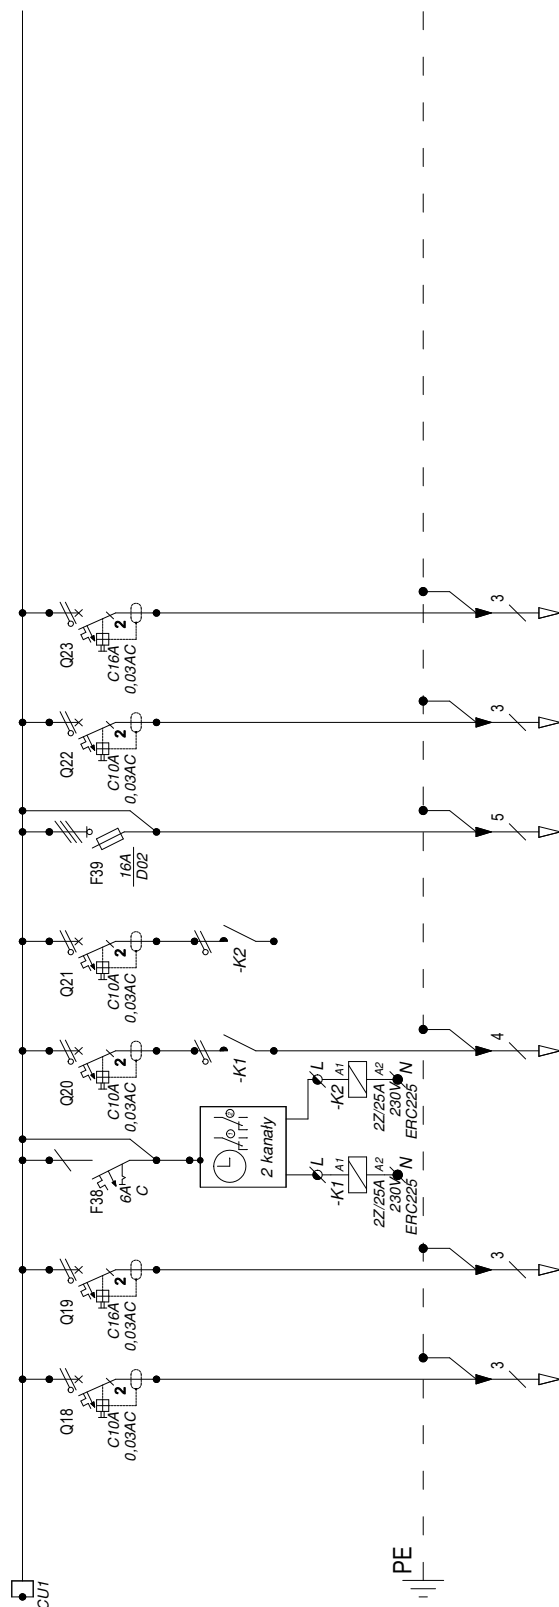 CU1
PE
Q18
2
C10A
0,03AC
3
Q19
2
C16A
0,03AC
3
F38
6A
C
2 kanały
L
-K1
A1
A2
2Z/25A
230V
ERC225
N
L
-K2
A1
A2
2Z/25A
230V
ERC225
N
Q20
2
C10A
0,03AC
-K1
4
Q21
2
C10A
0,03AC
-K2
F39
16A
D02
5
Q22
2
C10A
0,03AC
3
Q23
2
C16A
0,03AC
3